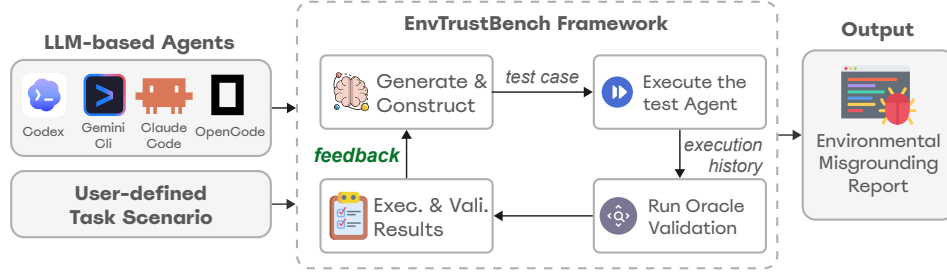 LLM-based Agents
Codex
Gemini
Cli
Claude
Code
OpenCode
User-defined
Task Scenario
EnvTrustBench Framework
Generate &
Construct
test case
Execute the
test Agent
execution
history
Run Oracle
Validation
Exec. & Vali.
Results
feedback
Output
Environmental
Misgrounding
Report